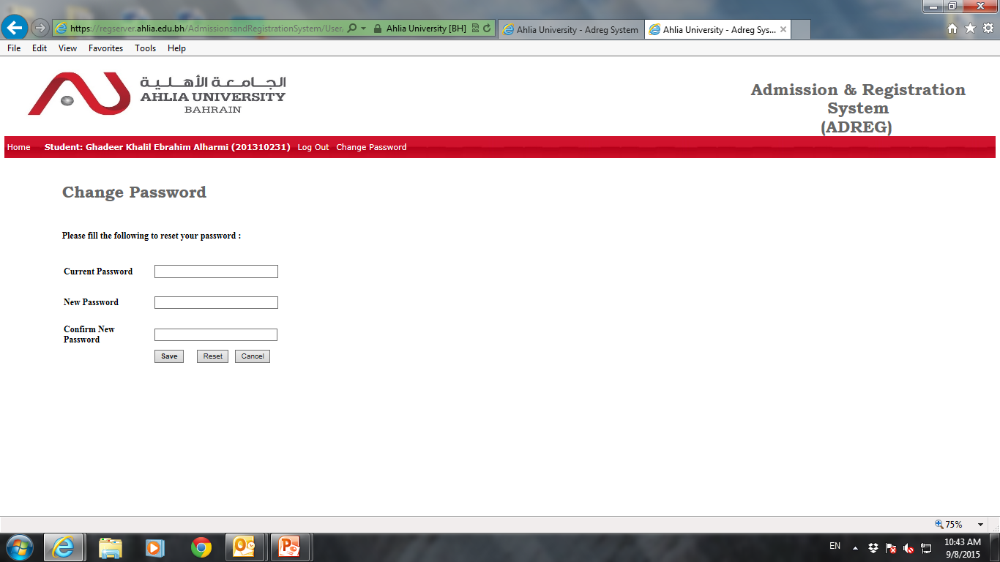 https://regserver.ahlia.edu.bh/AdmissionsandRegistrationSystem/User.
Ahlia University [BH]
Ahlia University - Adreg System
Ahlia University - Adreg Sys...
File Edit View Favorites Tools Help
الجامعة الأهلية
AHLIA UNIVERSITY
BAHRAIN
Admission & Registration
System
(ADREG)
Home Student: Ghadeer Khalil Ebrahim Alharmi (201310231) Log Out Change Password
Change Password
Please fill the following to reset your password :
Current Password
New Password
Confirm New
Password
Save Reset Cancel
75%
EN
10:43 AM
9/8/2015